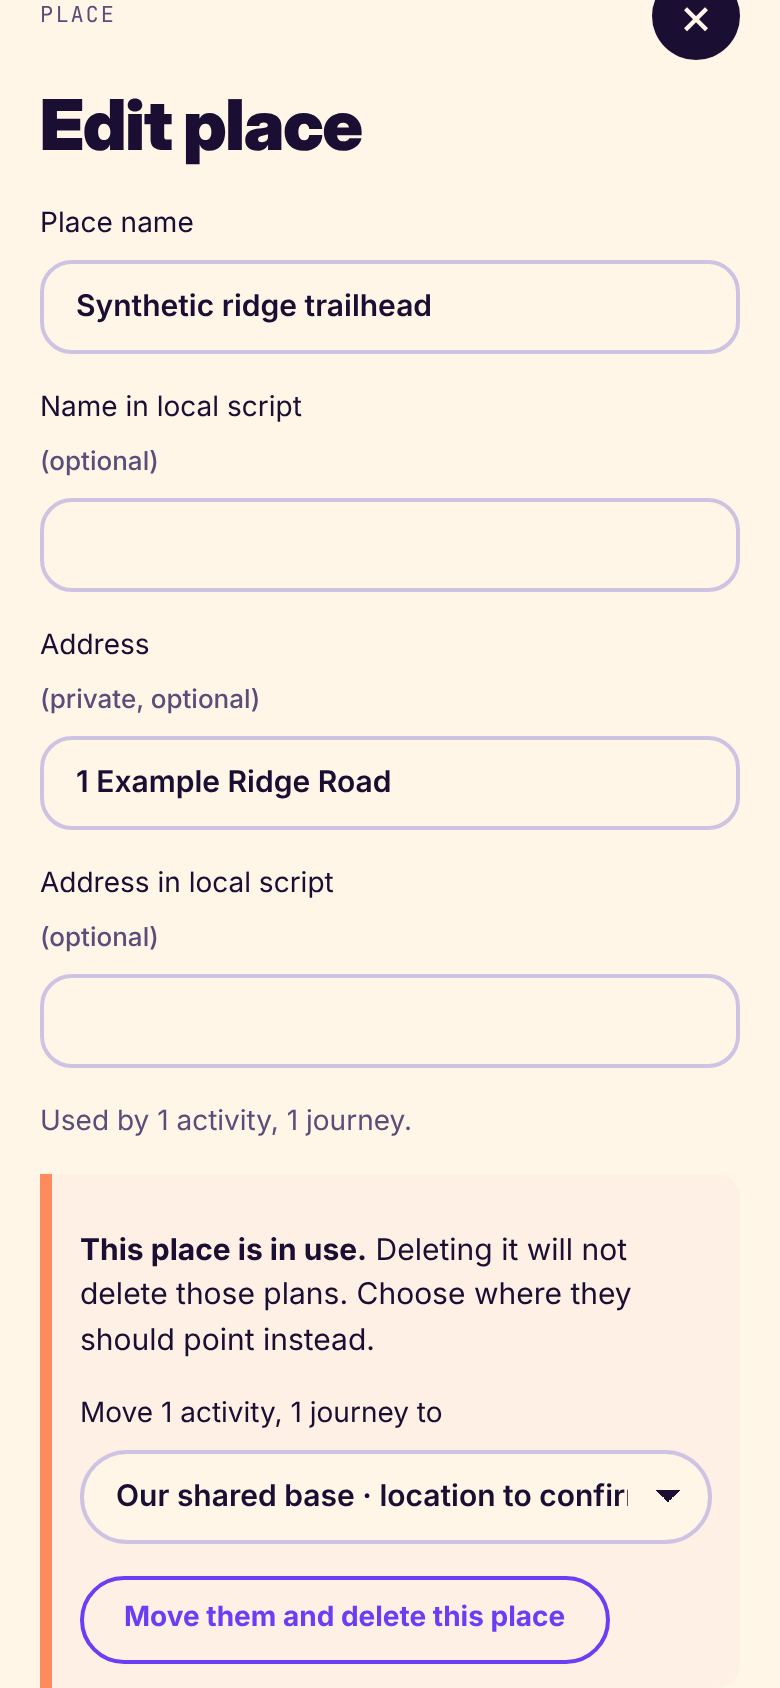 PLACE
Edit place
Place name
Synthetic ridge trailhead
Name in local script
(optional)
Address
(private, optional)
1 Example Ridge Road
Address in local script
(optional)
Used by 1 activity, 1 journey.
This place is in use. Deleting it will not
delete those plans. Choose where they
should point instead.
Move 1 activity, 1 journey to
Our shared base · location to
Move them and delete this place